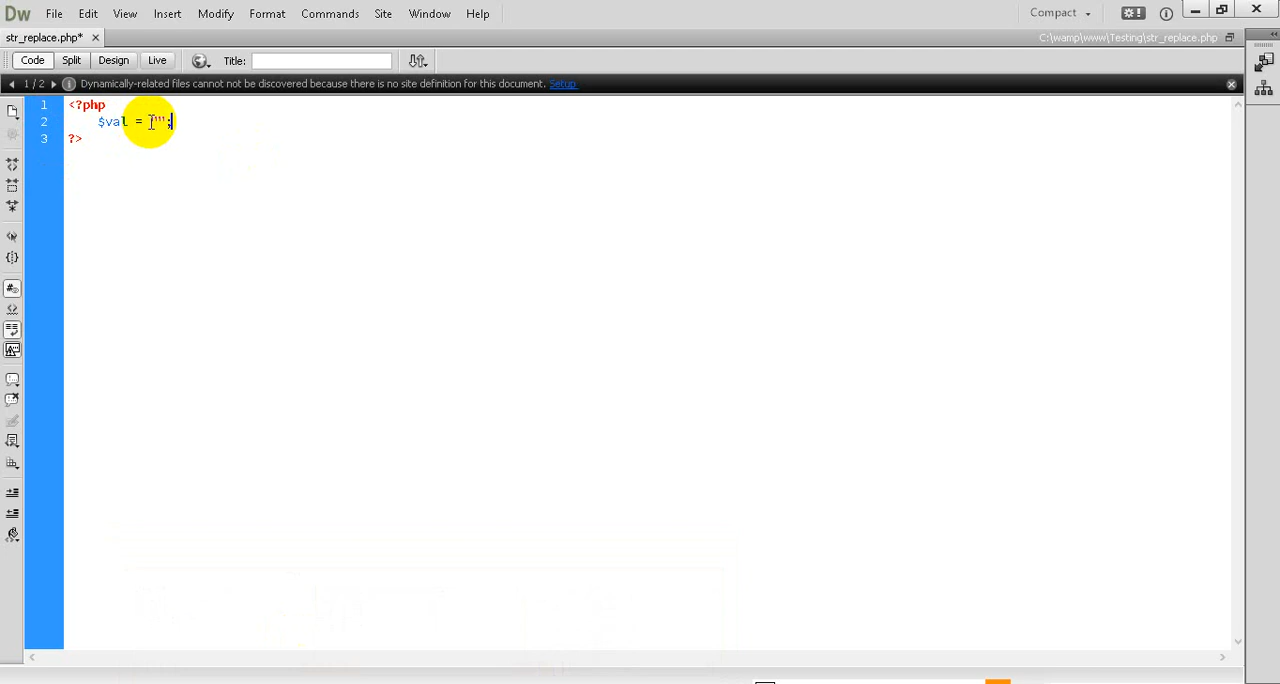 Dw File Edit View Insert Modify Format Commands Site Window Help Compact
str_replace.php* C:\wamp\www\Testing\str_replace.php
Code Split Design Live Title:
1 / 2 Dynamically-related files cannot not be discovered because there is no site definition for this document. Setup
1 <?php
2 $val = "";
3 ?>